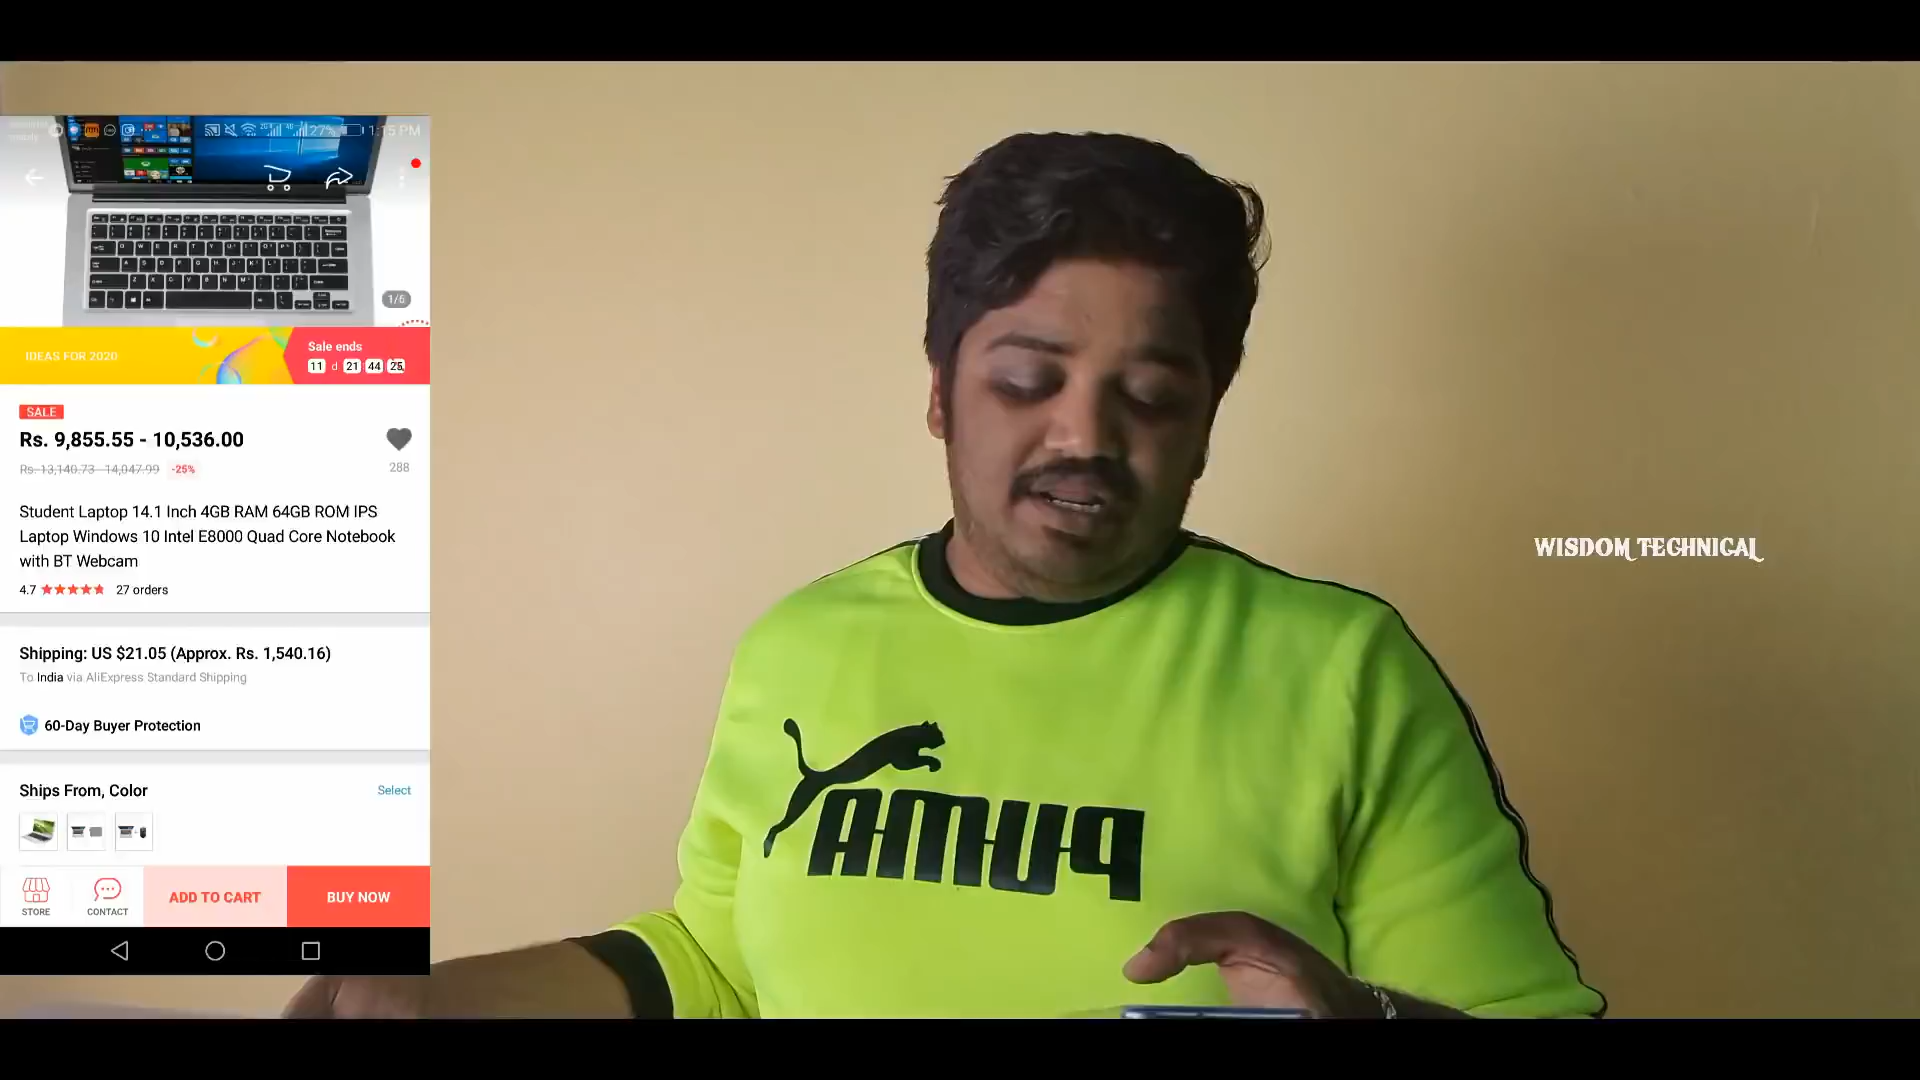 27% 1:15 PM
1/6
IDEAS FOR 2020
Sale ends
11 d 21 44 25
SALE
Rs. 9,855.55 - 10,536.00
Rs. 13,140.73 - 14,047.99 -25%
288
Student Laptop 14.1 Inch 4GB RAM 64GB ROM IPS
Laptop Windows 10 Intel E8000 Quad Core Notebook
with BT Webcam
4.7 27 orders
Shipping: US $21.05 (Approx. Rs. 1,540.16)
To India via AliExpress Standard Shipping
60-Day Buyer Protection
Ships From, Color Select
STORE
CONTACT
ADD TO CART
BUY NOW
WISDOM TECHNICAL
PUMA